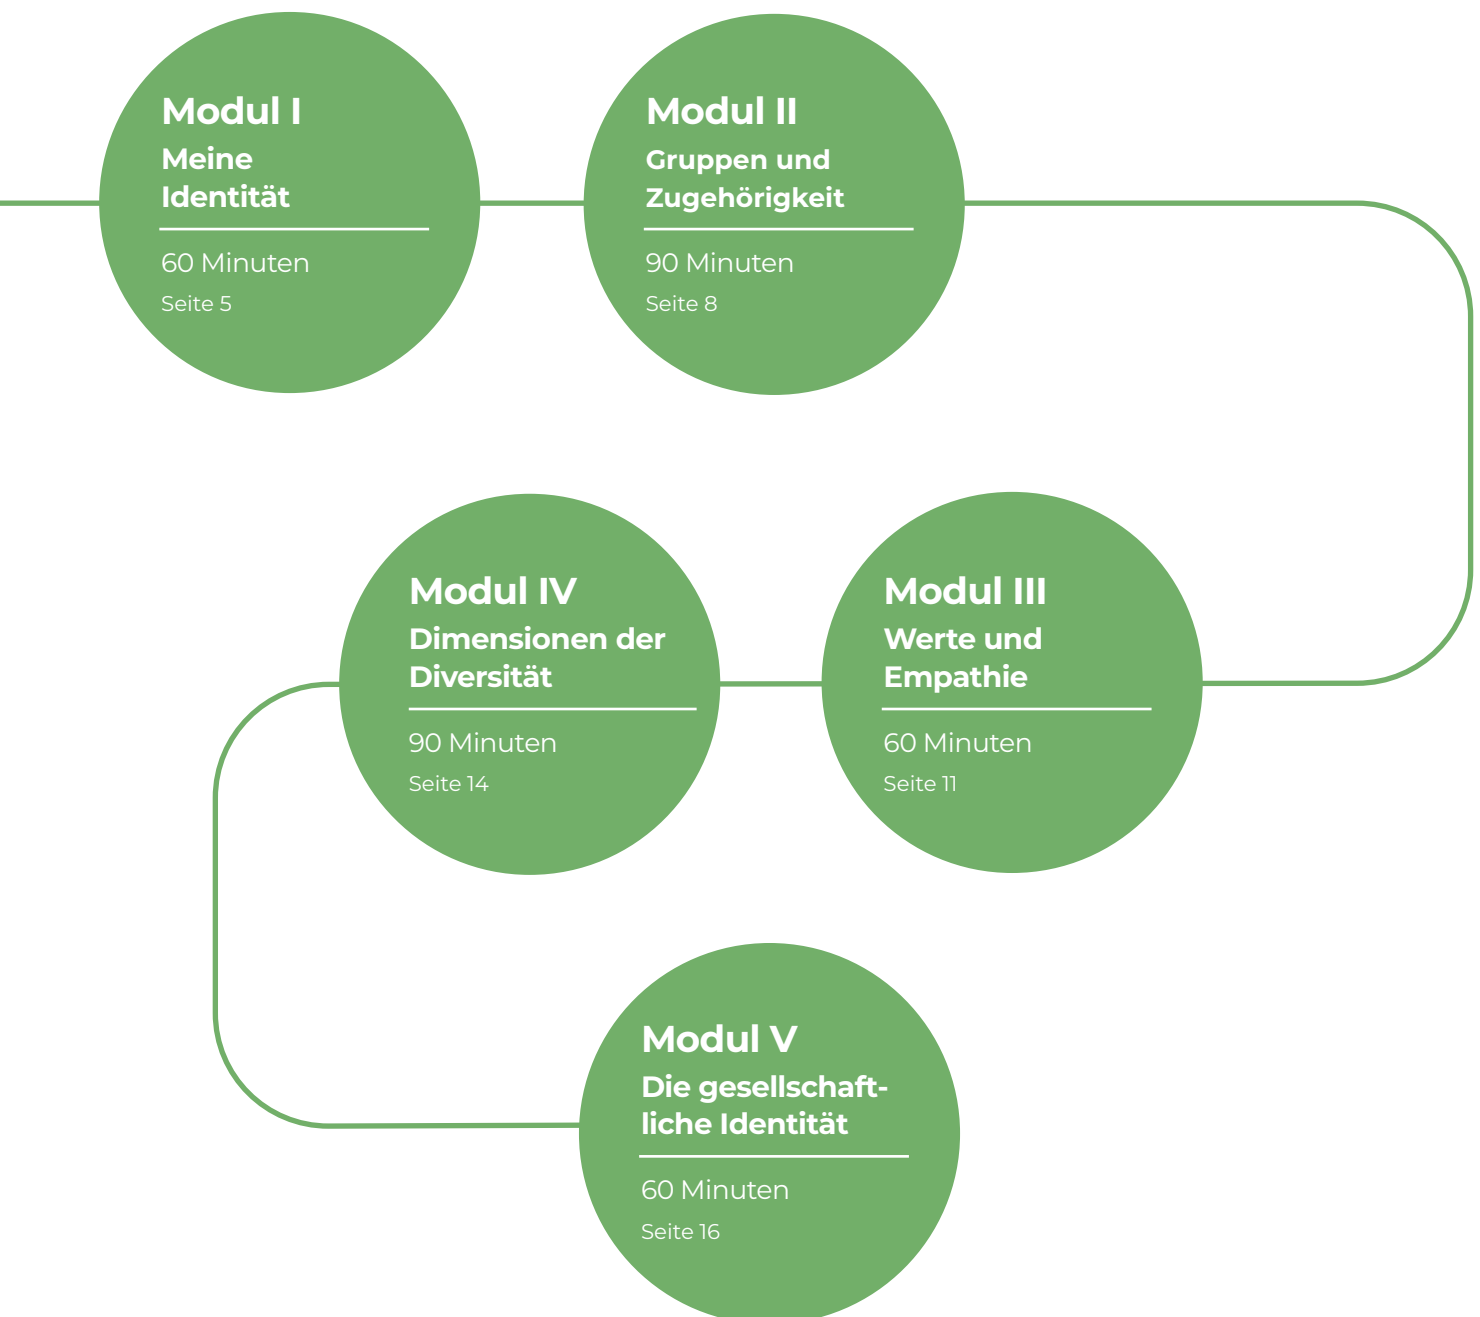 Modul I
Meine
Identität
60 Minuten
Seite 5
Modul II
Gruppen und
Zugehörigkeit
90 Minuten
Seite 8
Modul III
Werte und
Empathie
60 Minuten
Seite 11
Modul IV
Dimensionen der
Diversität
90 Minuten
Seite 14
Modul V
Die gesellschaft-
liche Identität
60 Minuten
Seite 16